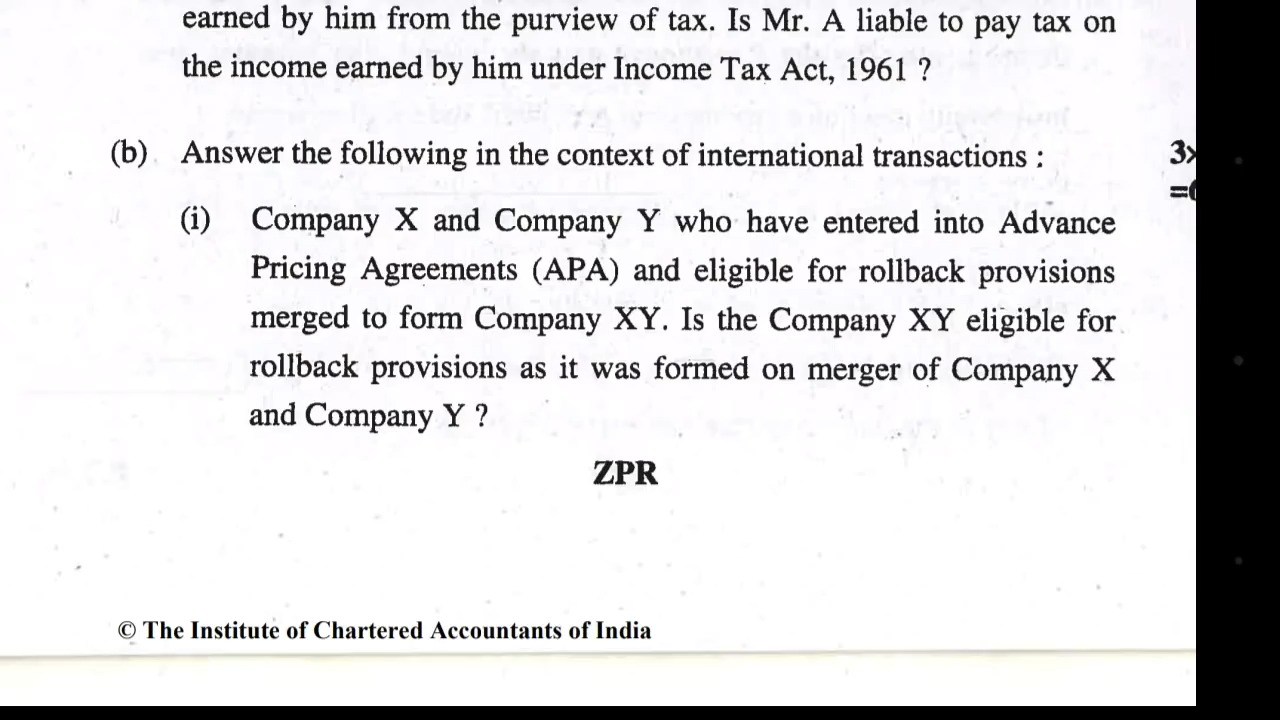 earned by him from the purview of tax. Is Mr. A liable to pay tax on
the income earned by him under Income Tax Act, 1961 ?
(b) Answer the following in the context of international transactions : 3×
=6
(i) Company X and Company Y who have entered into Advance
Pricing Agreements (APA) and eligible for rollback provisions
merged to form Company XY. Is the Company XY eligible for
rollback provisions as it was formed on merger of Company X
and Company Y ?
ZPR
© The Institute of Chartered Accountants of India